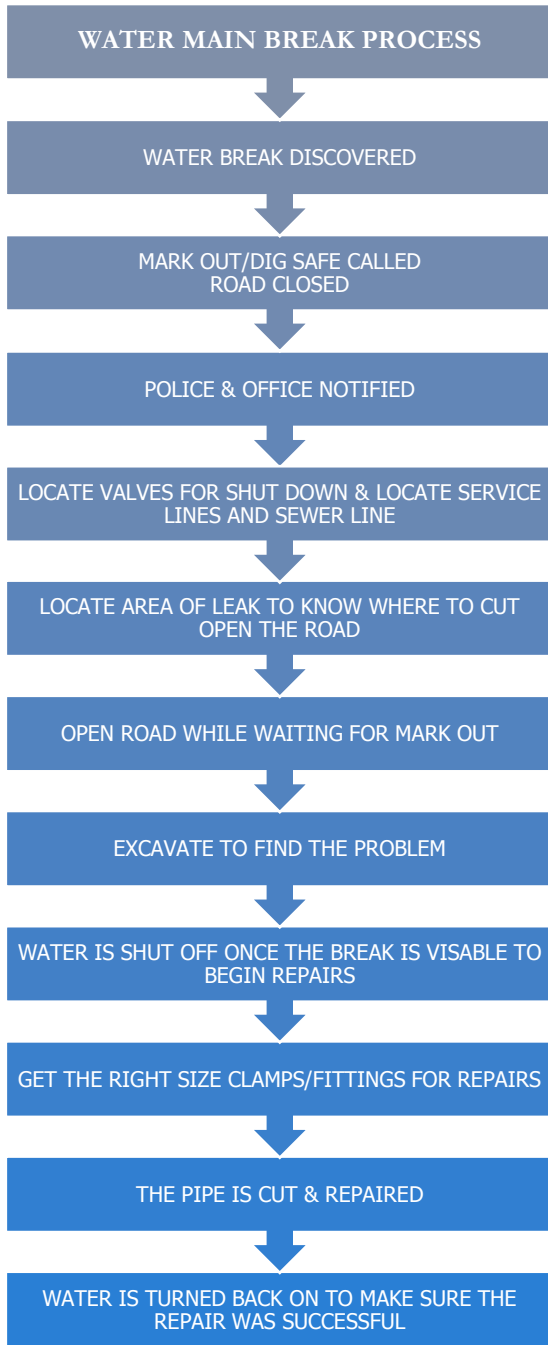 WATER MAIN BREAK PROCESS
WATER BREAK DISCOVERED
MARK OUT/DIG SAFE CALLED
ROAD CLOSED
POLICE & OFFICE NOTIFIED
LOCATE VALVES FOR SHUT DOWN & LOCATE SERVICE
LINES AND SEWER LINE
LOCATE AREA OF LEAK TO KNOW WHERE TO CUT
OPEN THE ROAD
OPEN ROAD WHILE WAITING FOR MARK OUT
EXCAVATE TO FIND THE PROBLEM
WATER IS SHUT OFF ONCE THE BREAK IS VISABLE TO
BEGIN REPAIRS
GET THE RIGHT SIZE CLAMPS/FITTINGS FOR REPAIRS
THE PIPE IS CUT & REPAIRED
WATER IS TURNED BACK ON TO MAKE SURE THE
REPAIR WAS SUCCESSFUL